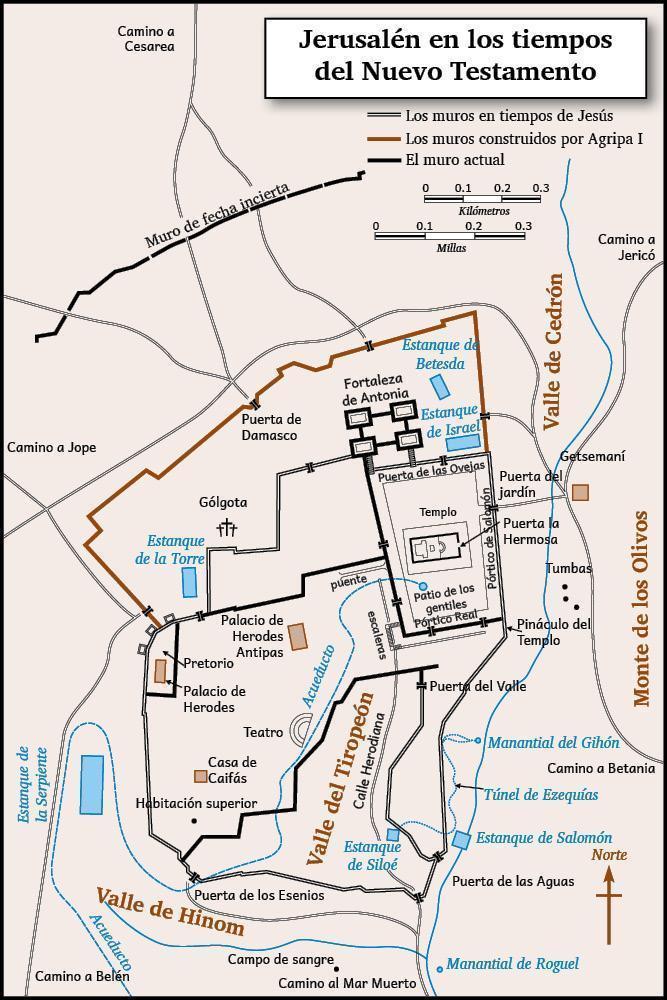 Jerusalén en los tiempos
del Nuevo Testamento
Camino a
Cesarea
Los muros en tiempos de Jesús
Los muros construidos por Agripa I
El muro actual
0 0.1 0.2 0.3
Kilómetros
0 0.1 0.2 0.3
Millas
Muro de fecha incierta
Camino a
Jericó
Valle de Cedrón
Estanque de
Betesda
Fortaleza
de Antonia
Estanque
de Israel
Puerta de
Damasco
Camino a Jope
Getsemaní
Puerta de las Ovejas
Puerta del
jardín
Gólgota
Templo
Puerta la
Hermosa
Pórtico de Salomón
Estanque
de la Torre
Tumbas
puente
Patio de los
gentiles
Pórtico Real
Monte de los Olivos
Palacio de
Herodes
Antipas
escaleras
Pináculo del
Templo
Pretorio
Acueducto
Palacio de
Herodes
Puerta del Valle
Teatro
Manantial del Gihón
Valle del Tiropeón
Calle Herodiana
Estanque de
la Serpiente
Casa de
Caifás
Camino a Betania
Túnel de Ezequías
Habitación superior
Estanque
de Siloé
Estanque de Salomón
Norte
Puerta de los Esenios
Puerta de las Aguas
Valle de Hinom
Acueducto
Campo de sangre
Manantial de Roguel
Camino a Belén
Camino al Mar Muerto